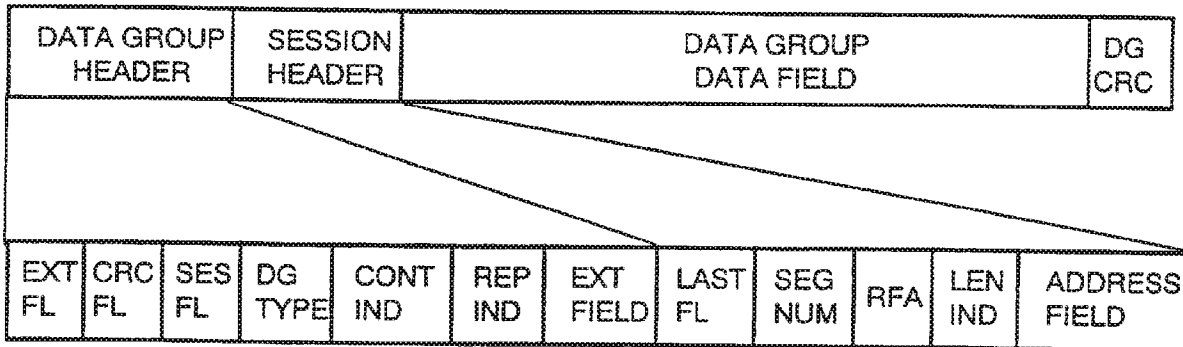 DATA GROUP
HEADER
SESSION
HEADER
DATA GROUP
DATA FIELD
DG
CRC
EXT
FL
CRC
FL
SES
FL
DG
TYPE
CONT
IND
REP
IND
EXT
FIELD
LAST
FL
SEG
NUM
RFA
LEN
IND
ADDRESS
FIELD